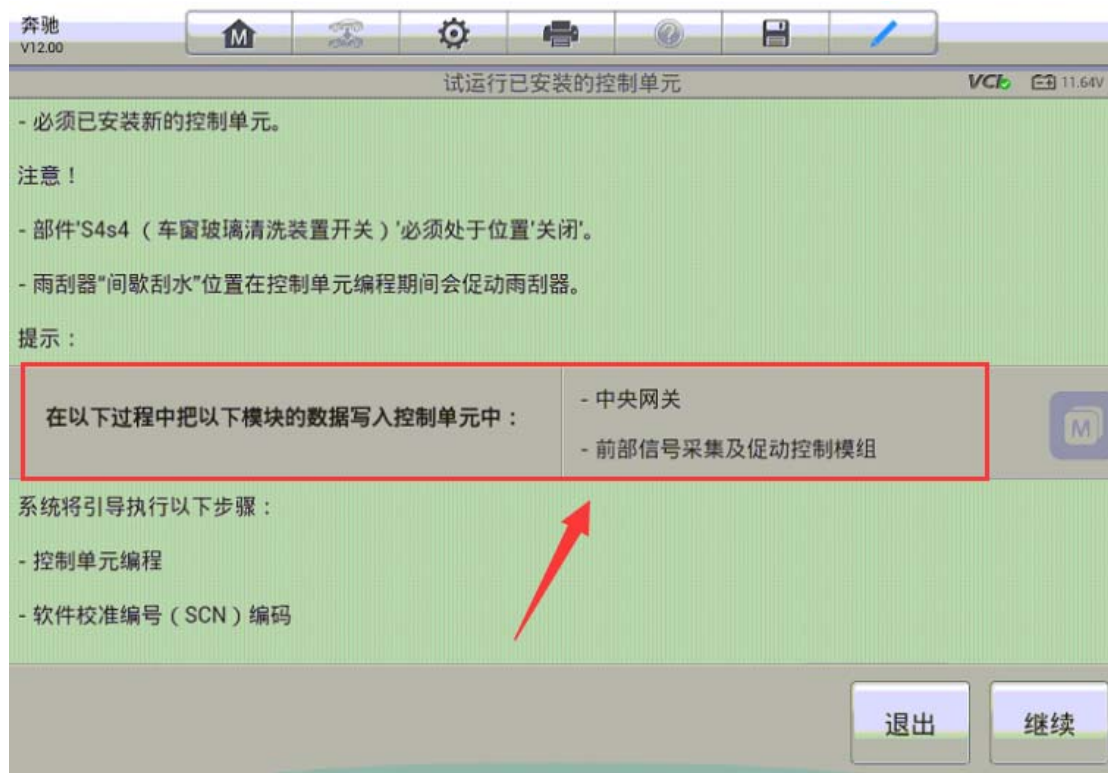 奔驰
V12.00
M
试运行已安装的控制单元
VCI
11.64V
- 必须已安装新的控制单元。
注意！
- 部件'S4s4 （车窗玻璃清洗装置开关）'必须处于位置'关闭'。
- 雨刮器“间歇刮水”位置在控制单元编程期间会促动雨刮器。
提示：
在以下过程中把以下模块的数据写入控制单元中：
- 中央网关
- 前部信号采集及促动控制模组
M
系统将引导执行以下步骤：
- 控制单元编程
- 软件校准编号（SCN）编码
退出
继续